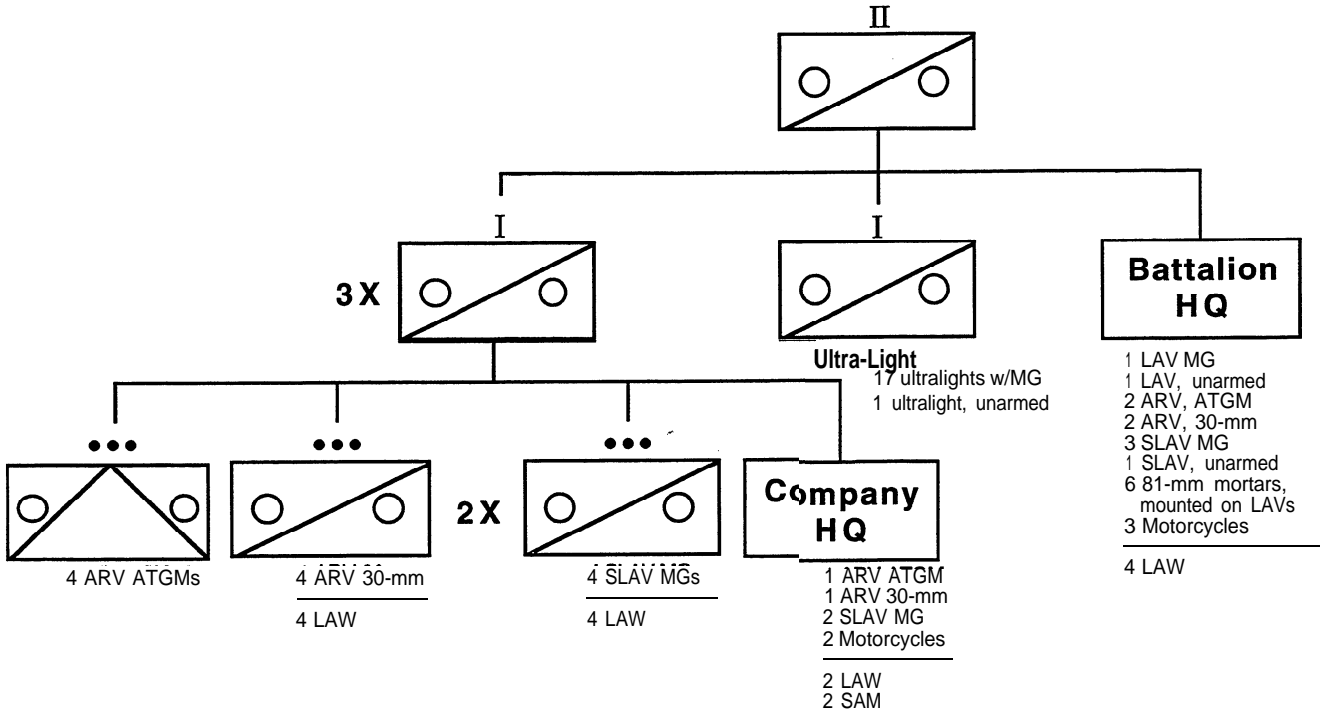 II
I
I
3 X
Battalion
HQ
Ultra-Light
17 ultralights w/MG
1 ultralight, unarmed
1 LAV MG
1 LAV, unarmed
2 ARV, ATGM
2 ARV, 30-mm
3 SLAV MG
1 SLAV, unarmed
6 81-mm mortars,
mounted on LAVs
3 Motorcycles
4 LAW
2 X
Company
HQ
4 ARV ATGMs
4 ARV 30-mm
4 LAW
4 SLAV MGs
4 LAW
1 ARV ATGM
1 ARV 30-mm
2 SLAV MG
2 Motorcycles
2 LAW
2 SAM